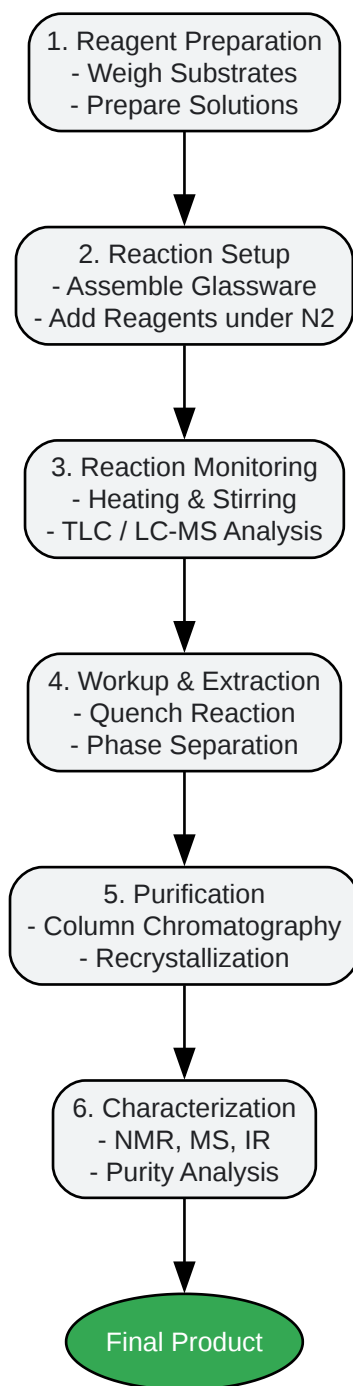 1. Reagent Preparation
- Weigh Substrates
- Prepare Solutions
2. Reaction Setup
- Assemble Glassware
- Add Reagents under N2
3. Reaction Monitoring
- Heating & Stirring
- TLC / LC-MS Analysis
4. Workup & Extraction
- Quench Reaction
- Phase Separation
5. Purification
- Column Chromatography
- Recrystallization
6. Characterization
- NMR, MS, IR
- Purity Analysis
Final Product